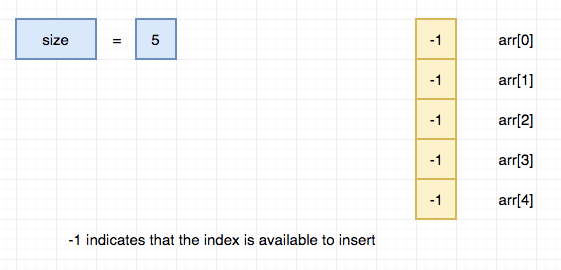 size = 5
-1 arr[0]
-1 arr[1]
-1 arr[2]
-1 arr[3]
-1 arr[4]
-1 indicates that the index is available to insert